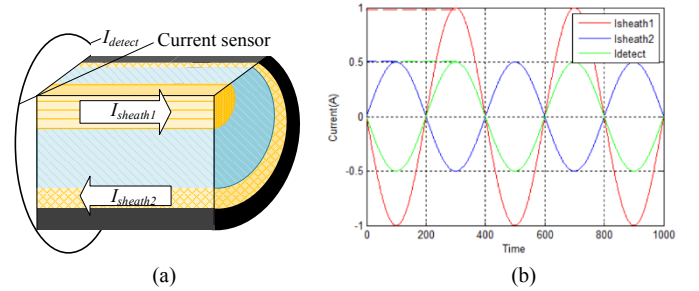 I_detect
Current sensor
I_sheath1
I_sheath2
(a)
Current(A)
1
0.5
0
-0.5
-1
0
200
400
600
800
1000
Time
Isheath1
Isheath2
Idetect
(b)